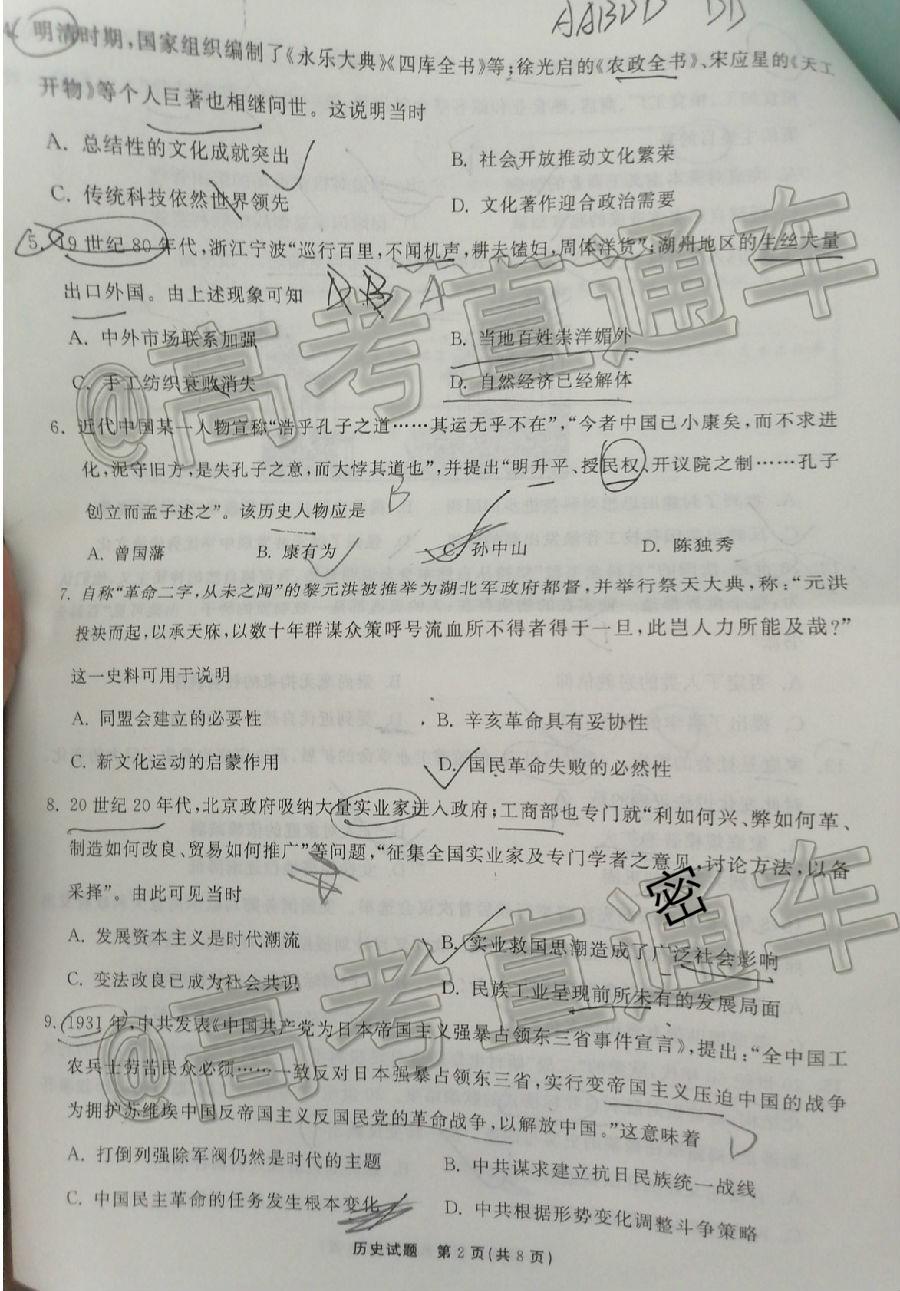 AABDD BD
4. 明清时期,国家组织编制了《永乐大典》《四库全书》等;徐光启的《农政全书》、宋应星的《天工
开物》等个人巨著也相继问世。这说明当时
A. 总结性的文化成就突出 B. 社会开放推动文化繁荣
C. 传统科技依然世界领先 D. 文化著作迎合政治需要
5. 19世纪80年代,浙江宁波“巡行百里,不闻机声,耕夫馌妇,周体洋货”;湖州地区的生丝大量
出口外国。由上述现象可知 B A
A. 中外市场联系加强 B. 当地百姓崇洋媚外
C. 手工纺织衰败消失 D. 自然经济已经解体
6. 近代中国某一人物宣称“浩乎孔子之道……其运无乎不在”,“今者中国已小康矣,而不求进
化,泥守旧方,是失孔子之意,而大悖其道也”,并提出“明升平、授民权、开议院之制……孔子
创立而孟子述之”。该历史人物应是 B
A. 曾国藩 B. 康有为 C. 孙中山 D. 陈独秀
7. 自称“革命二字,从未之闻”的黎元洪被推举为湖北军政府都督,并举行祭天大典,称:“元洪
投袂而起,以承天庥,以数十年群谋众策呼号流血所不得者得于一旦,此岂人力所能及哉?”
这一史料可用于说明
A. 同盟会建立的必要性 B. 辛亥革命具有妥协性
C. 新文化运动的启蒙作用 D. 国民革命失败的必然性
8. 20世纪20年代,北京政府吸纳大量实业家进入政府;工商部也专门就“利如何兴、弊如何革、
制造如何改良、贸易如何推广”等问题,“征集全国实业家及专门学者之意见,讨论方法,以备
采择”。由此可见当时
密
A. 发展资本主义是时代潮流 B. 实业救国思潮造成了广泛社会影响
C. 变法改良已成为社会共识 D. 民族工业呈现前所未有的发展局面
9. 1931年,中共发表《中国共产党为日本帝国主义强暴占领东三省事件宣言》,提出:“全中国工
农兵士劳苦民众必须……一致反对日本强暴占领东三省,实行变帝国主义压迫中国的战争
为拥护苏维埃中国反帝国主义反国民党的革命战争,以解放中国。”这意味着 D
A. 打倒列强除军阀仍然是时代的主题 B. 中共谋求建立抗日民族统一战线
C. 中国民主革命的任务发生根本变化 D. 中共根据形势变化调整斗争策略
历史试题 第2页(共8页)
@高考直通车
@高考直通车